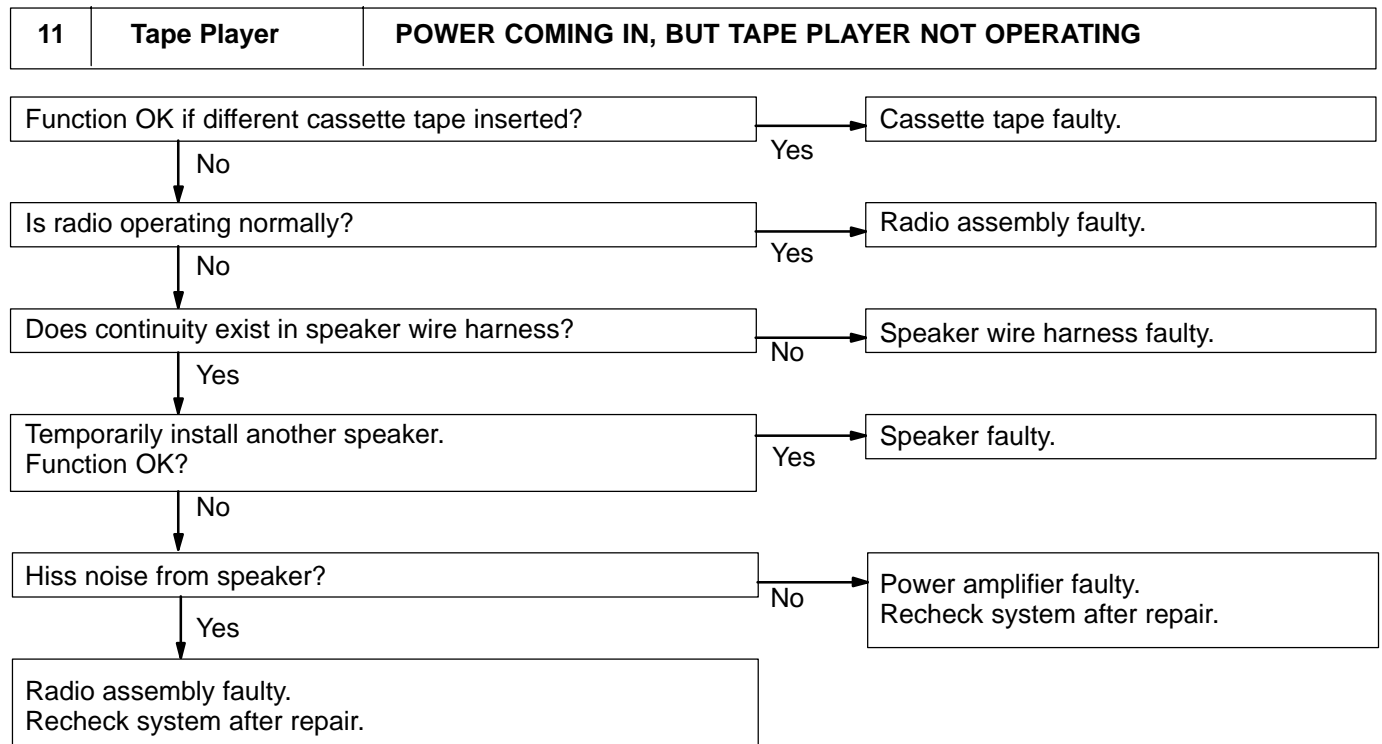 11 Tape Player POWER COMING IN, BUT TAPE PLAYER NOT OPERATING
Function OK if different cassette tape inserted?
Yes
Cassette tape faulty.
No
Is radio operating normally?
Yes
Radio assembly faulty.
No
Does continuity exist in speaker wire harness?
No
Speaker wire harness faulty.
Yes
Temporarily install another speaker.
Function OK?
Yes
Speaker faulty.
No
Hiss noise from speaker?
No
Power amplifier faulty.
Recheck system after repair.
Yes
Radio assembly faulty.
Recheck system after repair.